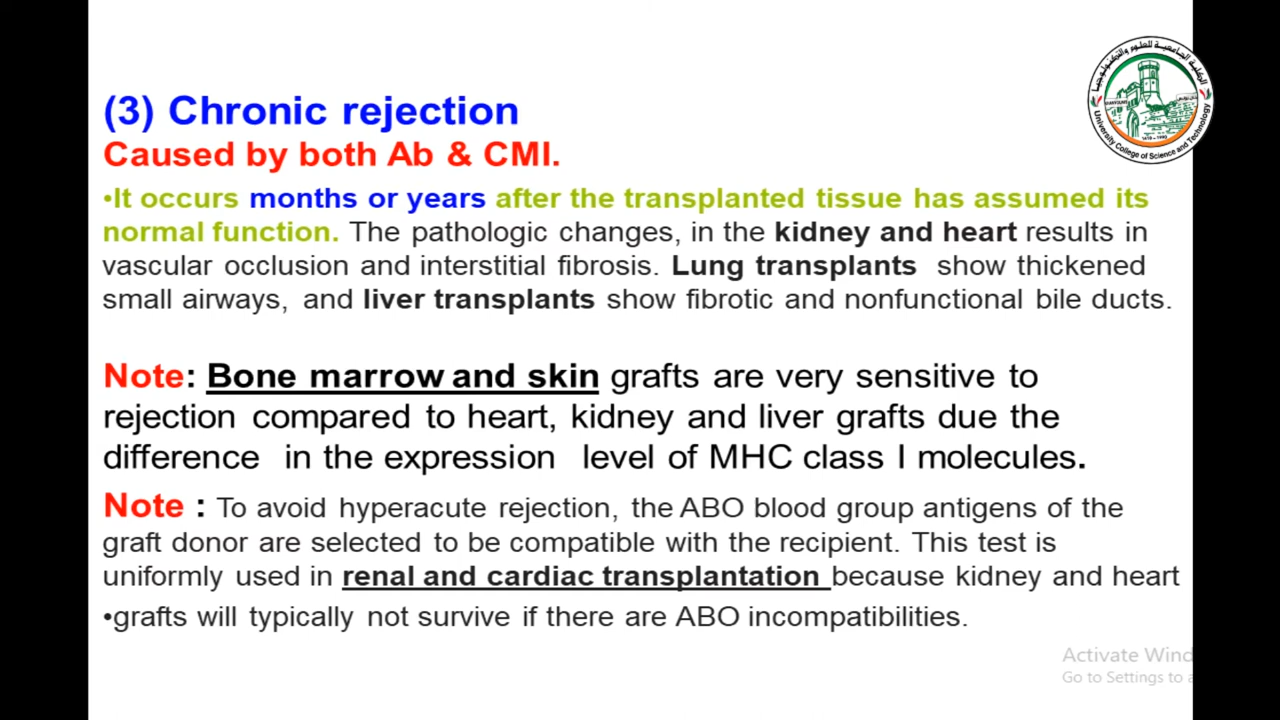 (3) Chronic rejection
Caused by both Ab & CMI.
•It occurs months or years after the transplanted tissue has assumed its
normal function. The pathologic changes, in the kidney and heart results in
vascular occlusion and interstitial fibrosis. Lung transplants show thickened
small airways, and liver transplants show fibrotic and nonfunctional bile ducts.
Note: Bone marrow and skin grafts are very sensitive to
rejection compared to heart, kidney and liver grafts due the
difference in the expression level of MHC class I molecules.
Note : To avoid hyperacute rejection, the ABO blood group antigens of the
graft donor are selected to be compatible with the recipient. This test is
uniformly used in renal and cardiac transplantation because kidney and heart
•grafts will typically not survive if there are ABO incompatibilities.
الكلية الجامعية للعلوم والتكنولوجيا
University College of Science and Technology
Activate Wind
Go to Settings to a